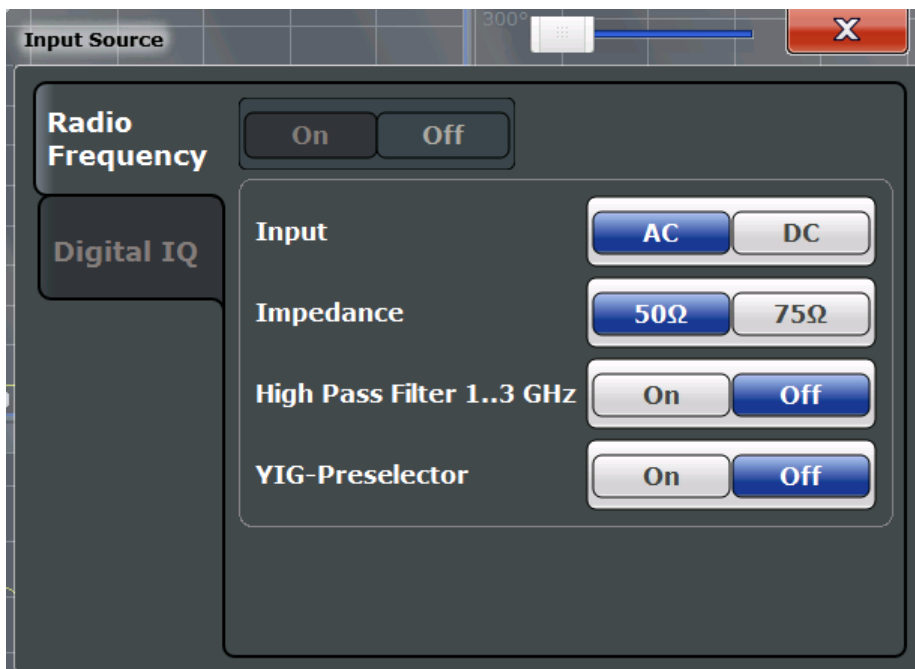 300°
Input Source
X
Radio
Frequency
On Off
Digital IQ
Input AC DC
Impedance 50Ω 75Ω
High Pass Filter 1..3 GHz On Off
YIG-Preselector On Off